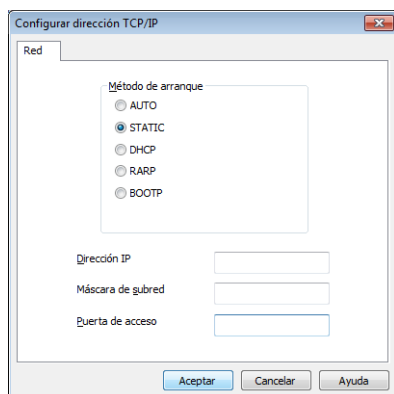 Configurar dirección TCP/IP
Red
Método de arranque
AUTO
STATIC
DHCP
RARP
BOOTP
Dirección IP
Máscara de subred
Puerta de acceso
Aceptar Cancelar Ayuda